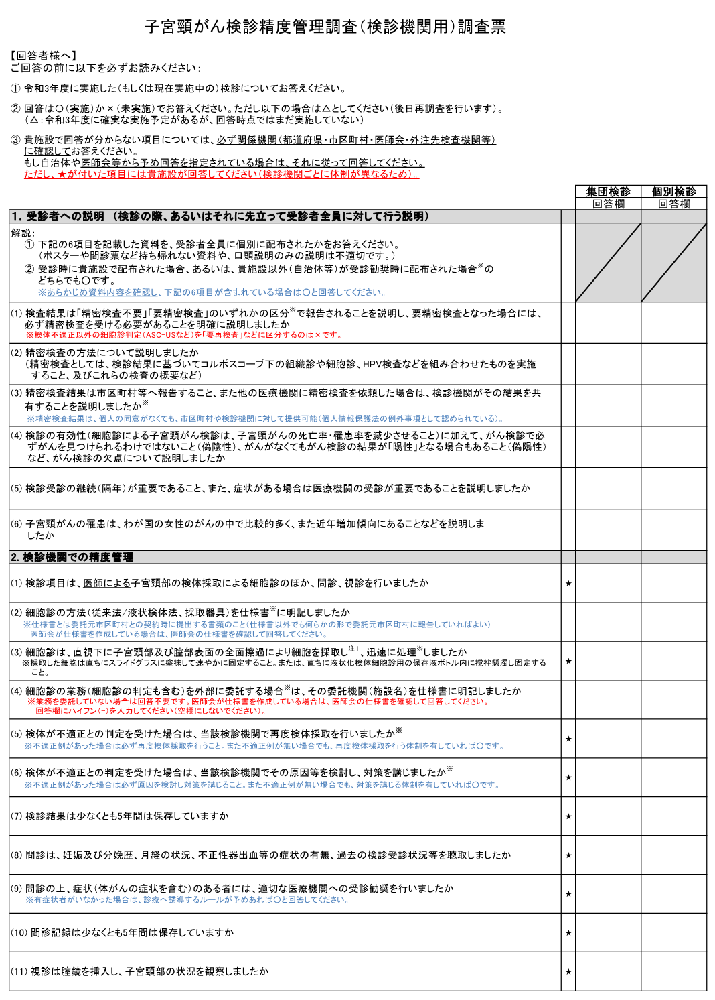 子宮頸がん検診精度管理調査（検診機関用）調査票
【回答者様へ】
ご回答の前に以下を必ずお読みください：
① 令和3年度に実施した（もしくは現在実施中の）検診についてお答えください。
② 回答は〇（実施）か×（未実施）でお答えください。ただし以下の場合は△としてください（後日再調査を行います）。
（△：令和3年度に確実な実施予定があるが、回答時点ではまだ実施していない）
③ 貴施設で回答が分からない項目については、必ず関係機関（都道府県・市区町村・医師会・外注先検査機関等）
に確認してお答えください。
もし自治体や医師会等から予め回答を指定されている場合は、それに従って回答してください。
ただし、★が付いた項目には貴施設が回答してください（検診機関ごとに体制が異なるため）。
集団検診 個別検診
回答欄 回答欄
1. 受診者への説明 （検診の際、あるいはそれに先立って受診者全員に対して行う説明）
解説：
① 下記の6項目を記載した資料を、受診者全員に個別に配布されたかをお答えください。
（ポスターや問診票など持ち帰れない資料や、口頭説明のみの説明は不適切です。）
② 受診時に貴施設で配布された場合、あるいは、貴施設以外（自治体等）が受診勧奨時に配布された場合※の
どちらでも〇です。
※あらかじめ資料内容を確認し、下記の6項目が含まれている場合は〇と回答してください。
(1) 検査結果は「精密検査不要」「要精密検査」のいずれかの区分※で報告されることを説明し、要精密検査となった場合には、
必ず精密検査を受ける必要があることを明確に説明しましたか
※検体不適正以外の細胞診判定（ASC-USなど）を「要再検査」などに区分するのは×です。
(2) 精密検査の方法について説明しましたか
（精密検査としては、検診結果に基づいてコルポスコープ下の組織診や細胞診、HPV検査などを組み合わせたものを実施
すること、及びこれらの検査の概要など）
(3) 精密検査結果は市区町村等へ報告すること、また他の医療機関に精密検査を依頼した場合は、検診機関がその結果を共
有することを説明しましたか※
※精密検査結果は、個人の同意がなくても、市区町村や検診機関に対して提供可能（個人情報保護法の例外事項として認められている）。
(4) 検診の有効性（細胞診による子宮頸がん検診は、子宮頸がんの死亡率・罹患率を減少させること）に加えて、がん検診で必
ずがんを見つけられるわけではないこと（偽陰性）、がんがなくてもがん検診の結果が「陽性」となる場合もあること（偽陽性）
など、がん検診の欠点について説明しましたか
(5) 検診受診の継続（隔年）が重要であること、また、症状がある場合は医療機関の受診が重要であることを説明しましたか
(6) 子宮頸がんの罹患は、わが国の女性のがんの中で比較的多く、また近年増加傾向にあることなどを説明しま
したか
2. 検診機関での精度管理
(1) 検診項目は、医師による子宮頸部の検体採取による細胞診のほか、問診、視診を行いましたか ★
(2) 細胞診の方法（従来法/液状検体法、採取器具）を仕様書※に明記しましたか
※仕様書とは委託元市区町村との契約時に提出する書類のこと（仕様書以外でも何らかの形で委託元市区町村に報告していればよい）
医師会が仕様書を作成している場合は、医師会の仕様書を確認して回答してください。
(3) 細胞診は、直視下に子宮頸部及び腟部表面の全面擦過により細胞を採取し注1、迅速に処理※しましたか ★
※採取した細胞は直ちにスライドグラスに塗抹して速やかに固定すること。または、直ちに液状化検体細胞診用の保存液ボトル内に撹拌懸濁し固定する
こと。
(4) 細胞診の業務（細胞診の判定も含む）を外部に委託する場合※は、その委託機関（施設名）を仕様書に明記しましたか
※業務を委託していない場合は回答不要です。医師会が仕様書を作成している場合は、医師会の仕様書を確認して回答してください。
回答欄にハイフン（-）を入力してください（空欄にしないでください）。
(5) 検体が不適正との判定を受けた場合は、当該検診機関で再度検体採取を行いましたか※ ★
※不適正例があった場合は必ず再度検体採取を行うこと。また不適正例が無い場合でも、再度検体採取を行う体制を有していれば〇です。
(6) 検体が不適正との判定を受けた場合は、当該検診機関でその原因等を検討し、対策を講じましたか※ ★
※不適正例があった場合は必ず原因を検討し対策を講じること。また不適正例が無い場合でも、対策を講じる体制を有していれば〇です。
(7) 検診結果は少なくとも5年間は保存していますか ★
(8) 問診は、妊娠及び分娩歴、月経の状況、不正性器出血等の症状の有無、過去の検診受診状況等を聴取しましたか ★
(9) 問診の上、症状（体がんの症状を含む）のある者には、適切な医療機関への受診勧奨を行いましたか ★
※有症状者がいなかった場合は、診療へ誘導するルールが予めあれば〇と回答してください。
(10) 問診記録は少なくとも5年間は保存していますか ★
(11) 視診は腟鏡を挿入し、子宮頸部の状況を観察しましたか ★